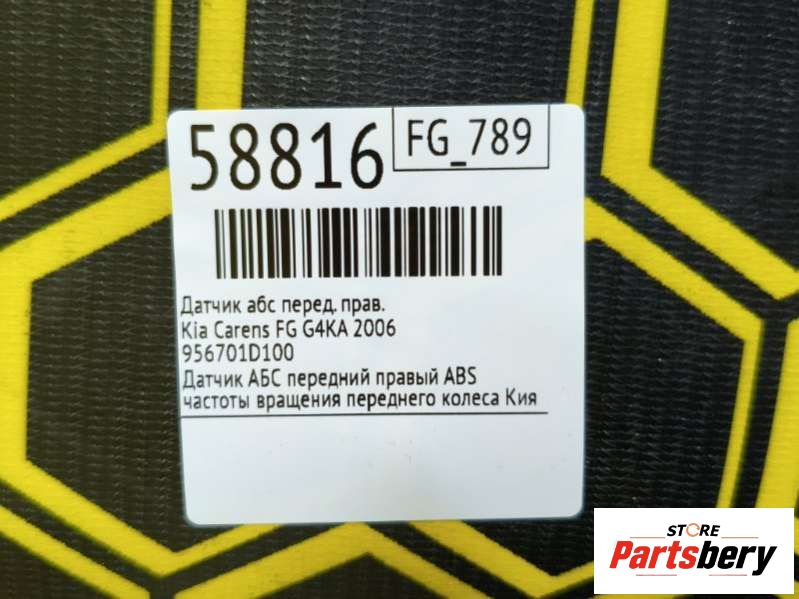 58816
FG_789
Датчик абс перед. прав.
Kia Carens FG G4KA 2006
956701D100
Датчик АБС передний правый ABS
частоты вращения переднего колеса Кия
STORE
Partsbery